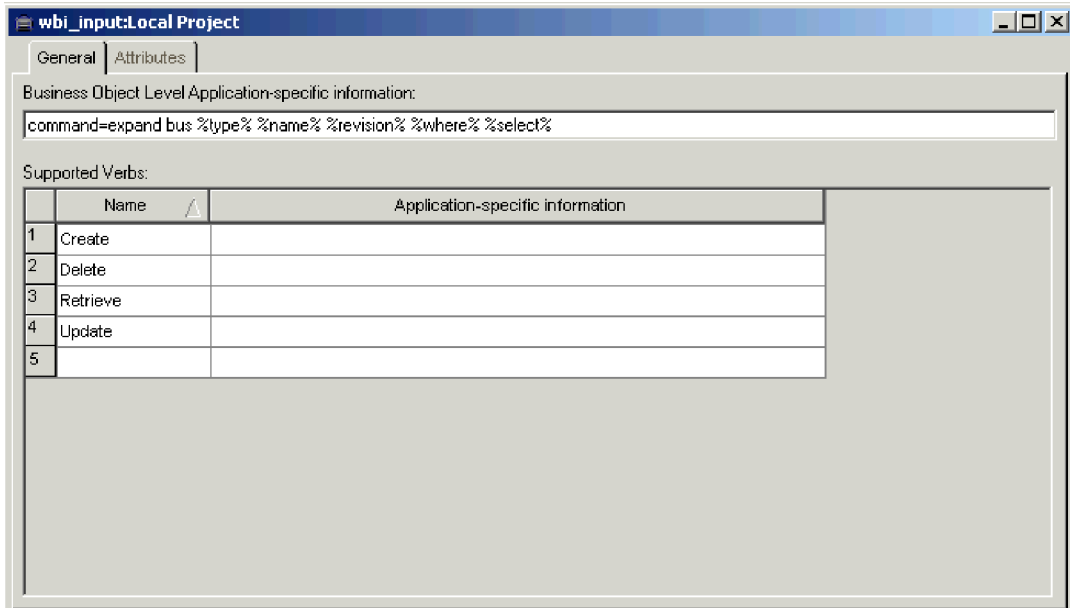 wbi_input:Local Project
General Attributes
Business Object Level Application-specific information:
command=expand bus %type% %name% %revision% %where% %select%
Supported Verbs:
Name Application-specific information
1 Create
2 Delete
3 Retrieve
4 Update
5